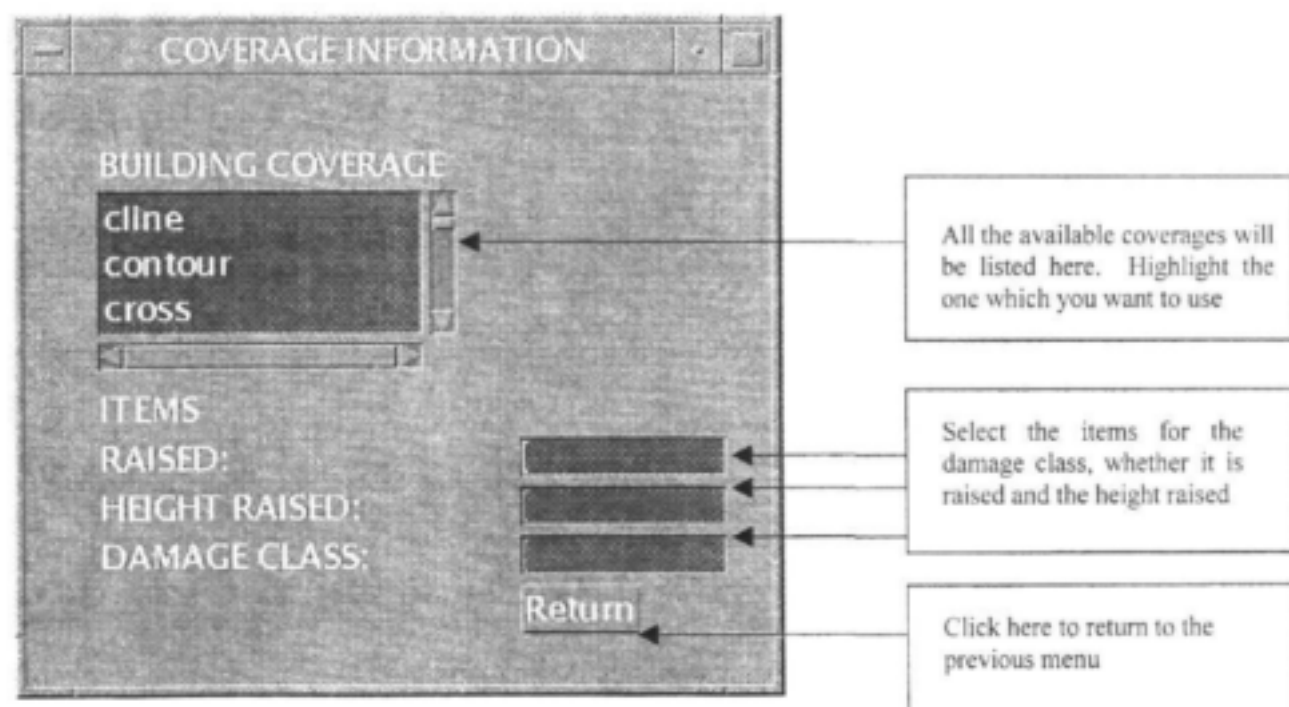 COVERAGE INFORMATION
BUILDING COVERAGE
cline
contour
cross
ITEMS
RAISED:
HEIGHT RAISED:
DAMAGE CLASS:
Return
All the available coverages will
be listed here. Highlight the
one which you want to use
Select the items for the
damage class, whether it is
raised and the height raised
Click here to return to the
previous menu